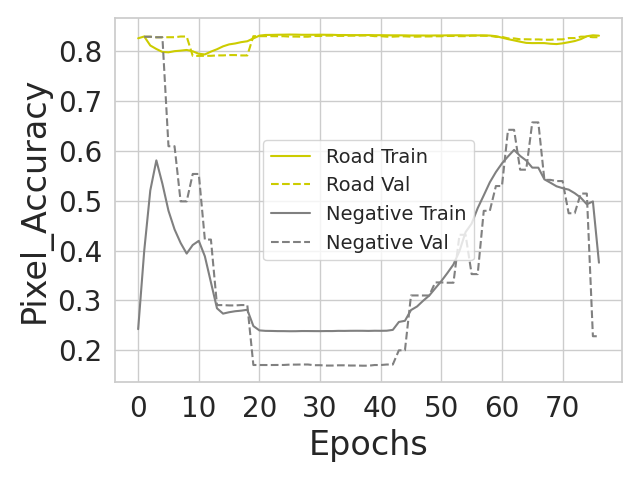 Pixel_Accuracy
0.8
0.7
0.6
0.5
0.4
0.3
0.2
Road Train
Road Val
Negative Train
Negative Val
0 10 20 30 40 50 60 70
Epochs